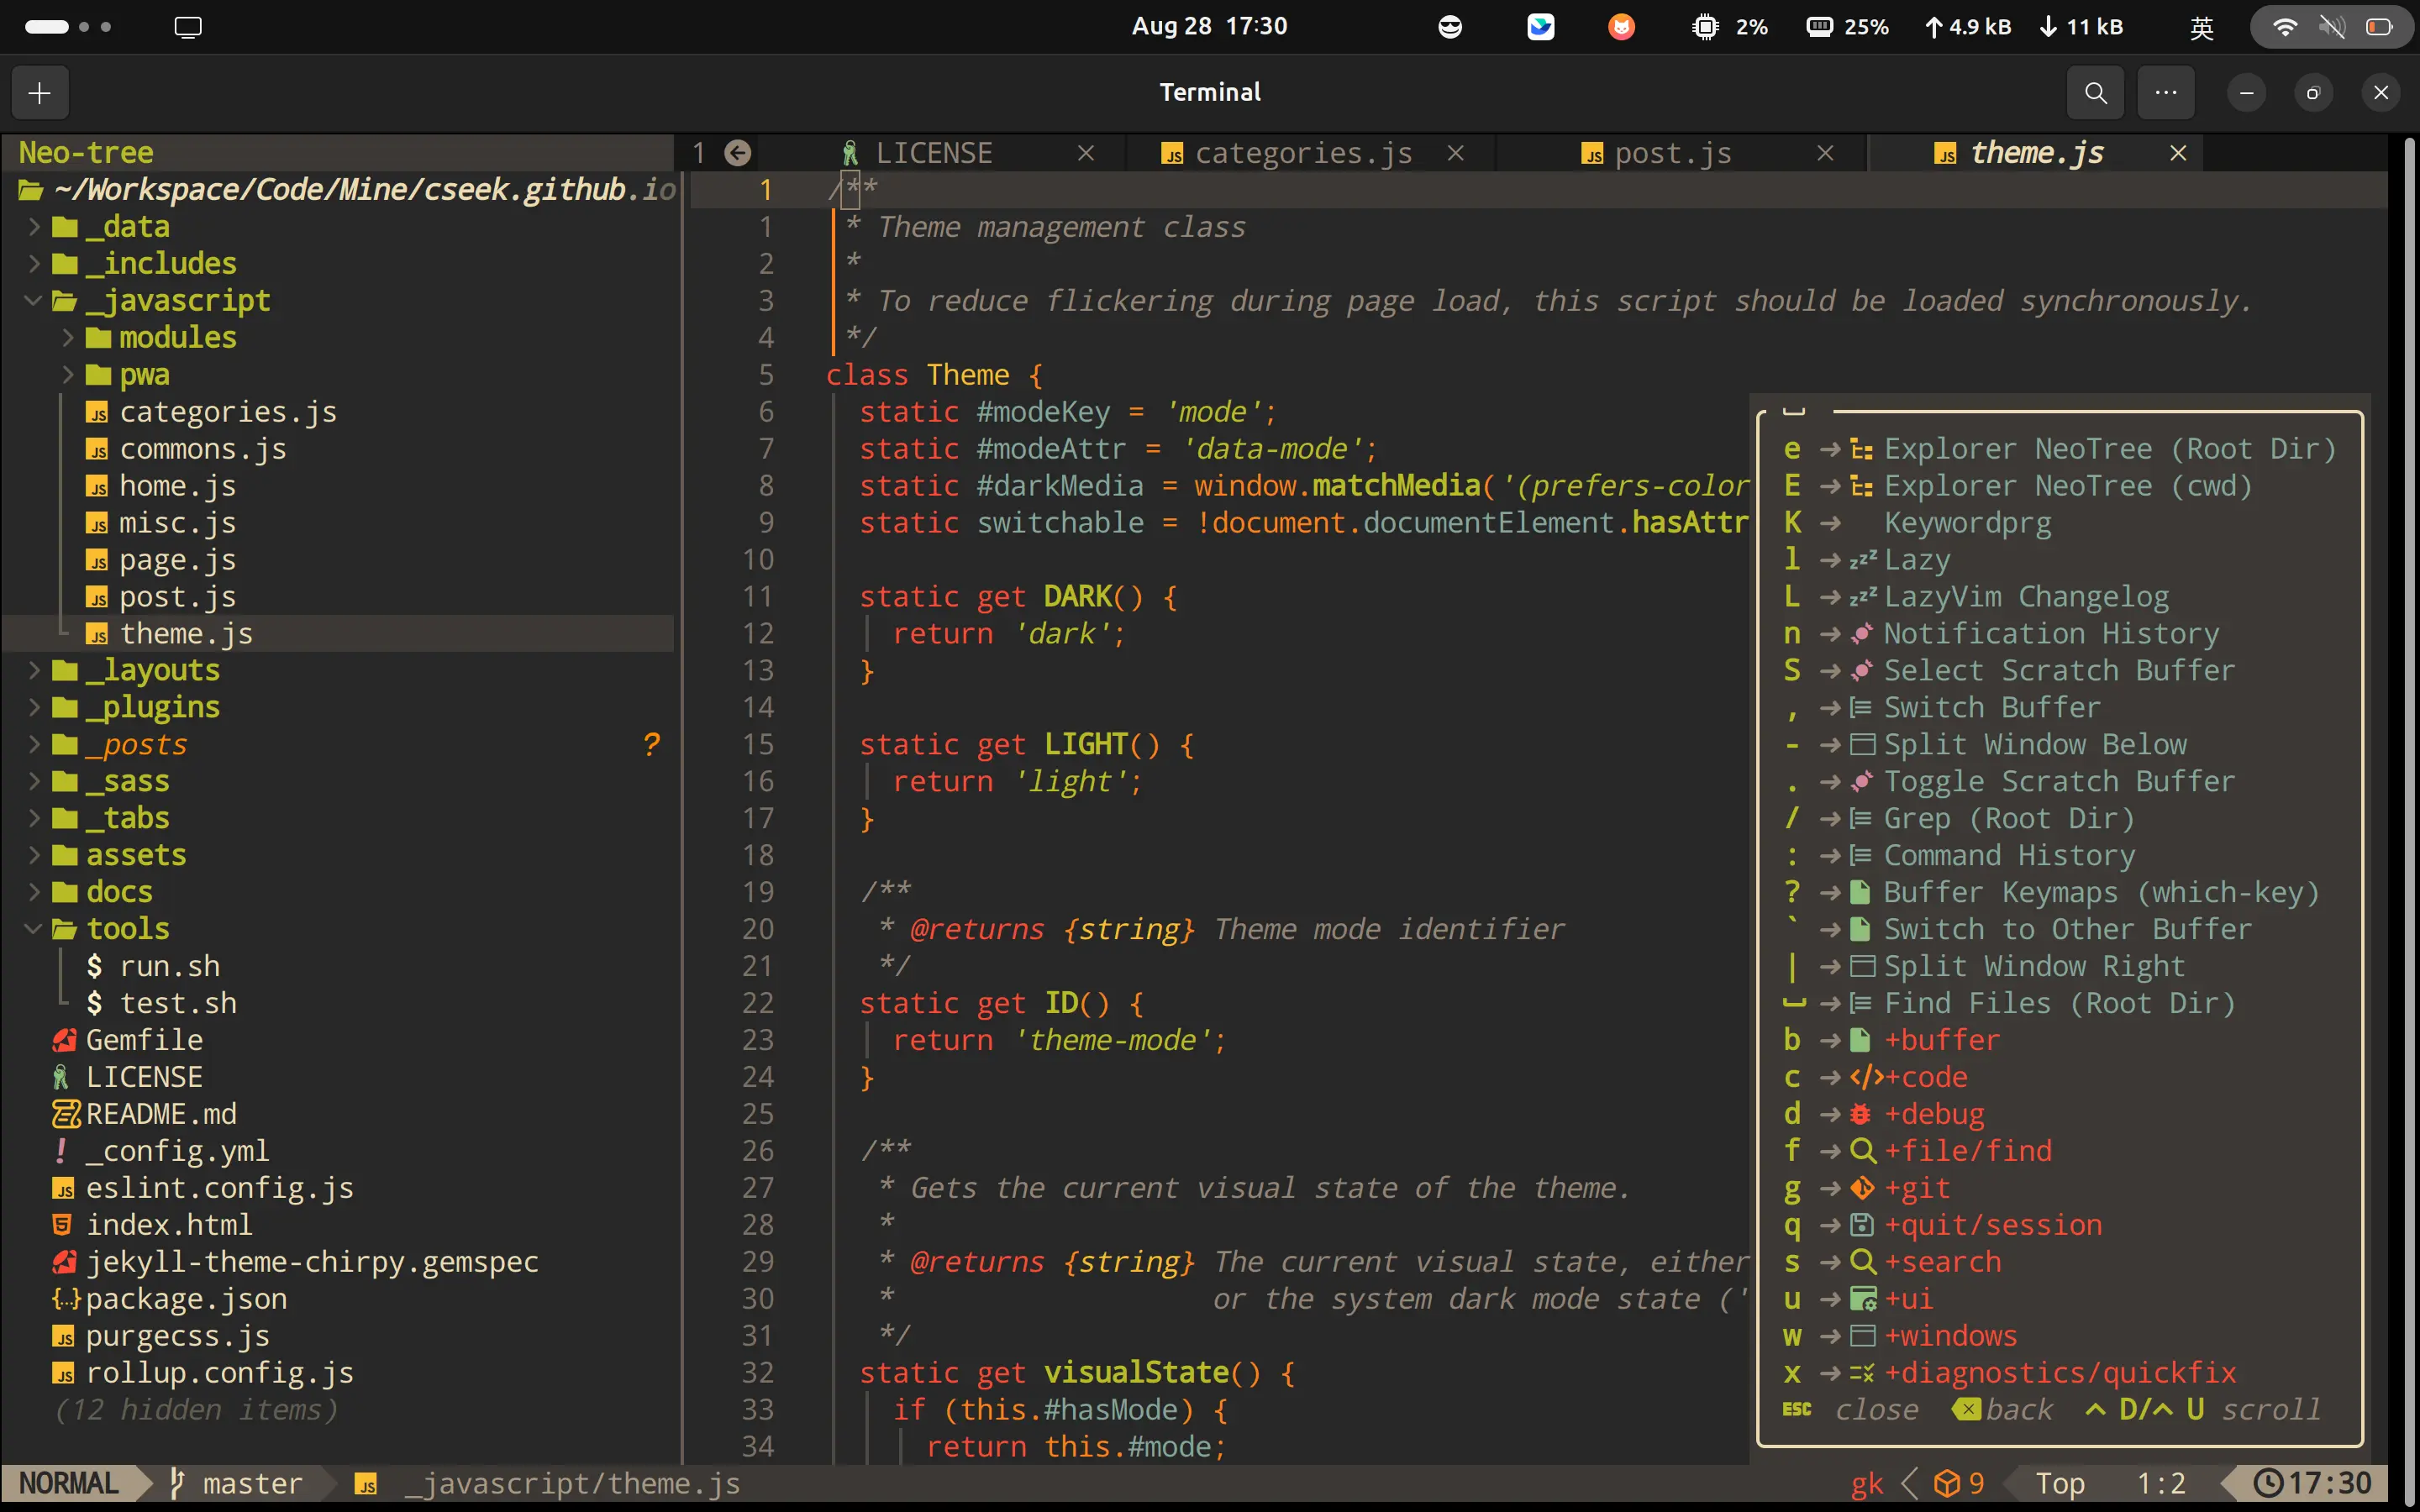 Aug 28 17:30
2% 25% 4.9 kB 11 kB 英
Terminal
Neo-tree
~/Workspace/Code/Mine/cseek.github.io
_data
_includes
_javascript
modules
pwa
categories.js
commons.js
home.js
misc.js
page.js
post.js
theme.js
_layouts
_plugins
_posts ?
_sass
_tabs
assets
docs
tools
$ run.sh
$ test.sh
Gemfile
LICENSE
README.md
! _config.yml
eslint.config.js
index.html
jekyll-theme-chirpy.gemspec
{..} package.json
purgecss.js
rollup.config.js
(12 hidden items)
1 LICENSE categories.js post.js theme.js
1 /**
1 * Theme management class
2 *
3 * To reduce flickering during page load, this script should be loaded synchronously.
4 */
5 class Theme {
6 static #modeKey = 'mode';
7 static #modeAttr = 'data-mode';
8 static #darkMedia = window.matchMedia('(prefers-color
9 static switchable = !document.documentElement.hasAttr
10
11 static get DARK() {
12 return 'dark';
13 }
14
15 static get LIGHT() {
16 return 'light';
17 }
18
19 /**
20 * @returns {string} Theme mode identifier
21 */
22 static get ID() {
23 return 'theme-mode';
24 }
25
26 /**
27 * Gets the current visual state of the theme.
28 *
29 * @returns {string} The current visual state, either
30 * or the system dark mode state ('
31 */
32 static get visualState() {
33 if (this.#hasMode) {
34 return this.#mode;
e → Explorer NeoTree (Root Dir)
E → Explorer NeoTree (cwd)
K → Keywordprg
l → zzz Lazy
L → zzz LazyVim Changelog
n → Notification History
S → Select Scratch Buffer
, → Switch Buffer
- → Split Window Below
. → Toggle Scratch Buffer
/ → Grep (Root Dir)
: → Command History
? → Buffer Keymaps (which-key)
` → Switch to Other Buffer
| → Split Window Right
␣ → Find Files (Root Dir)
b → +buffer
c → </> +code
d → +debug
f → +file/find
g → +git
q → +quit/session
s → +search
u → +ui
w → +windows
x → +diagnostics/quickfix
ESC close back ^ D/^ U scroll
NORMAL master _javascript/theme.js gk 9 Top 1:2 17:30